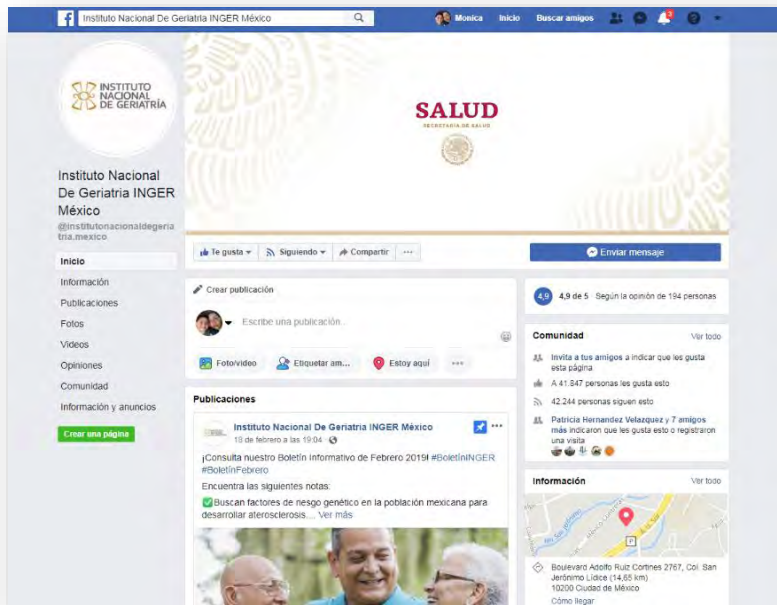 Instituto Nacional De Geriatria INGER México
Monica
Inicio
Buscar amigos
INSTITUTO
NACIONAL
DE GERIATRÍA
SALUD
SECRETARÍA DE SALUD
Instituto Nacional
De Geriatria INGER
México
@institutonacionaldegeria
tria.mexico
Inicio
Información
Publicaciones
Fotos
Videos
Opiniones
Comunidad
Información y anuncios
Crear una página
Te gusta
Siguiendo
Compartir
Enviar mensaje
Crear publicación
Escribe una publicación...
Foto/video
Etiquetar am...
Estoy aquí
Publicaciones
Instituto Nacional De Geriatria INGER México
18 de febrero a las 19:04
¡Consulta nuestro Boletín Informativo de Febrero 2019! #BoletínINGER
#BoletínFebrero
Encuentra las siguientes notas:
Buscan factores de riesgo genético en la población mexicana para
desarrollar aterosclerosis.... Ver más
4,9
4,9 de 5 Según la opinión de 194 personas
Comunidad
Ver todo
Invita a tus amigos a indicar que les gusta
esta página
A 41.847 personas les gusta esto
42.244 personas siguen esto
Patricia Hernandez Velazquez y 7 amigos
más indicaron que les gusta esto o registraron
una visita
Información
Ver todo
P
Boulevard Adolfo Ruiz Cortines 2767, Col. San
Jerónimo Lídice (14,65 km)
10200 Ciudad de México
Cómo llegar